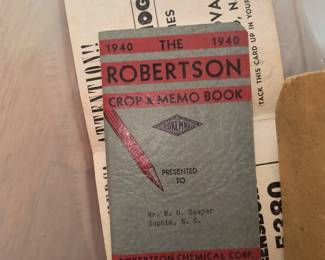 1940 THE 1940
ROBERTSON
CROP & MEMO BOOK
PRESENTED
TO
Mr. W. O. Sawyer
Sophia, N. C.
ROBERTSON CHEMICAL CORP.
ATTENTION!!
TACK THIS CARD UP IN YOUR
5280